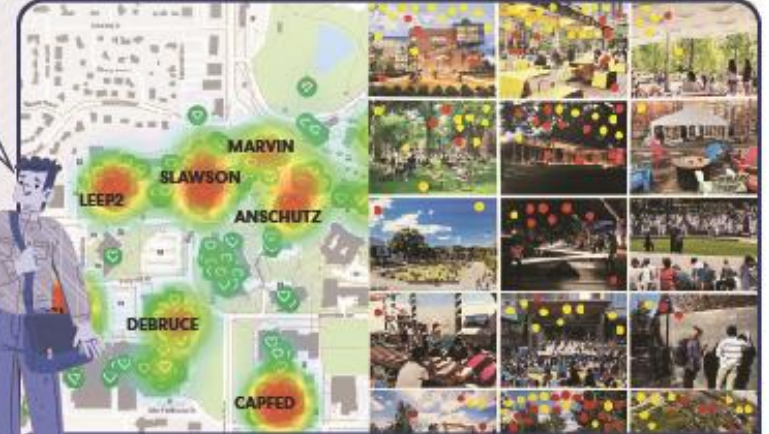 MARVIN
SLAWSON
LEEP2
ANSCHUTZ
DEBRUCE
CAPFED